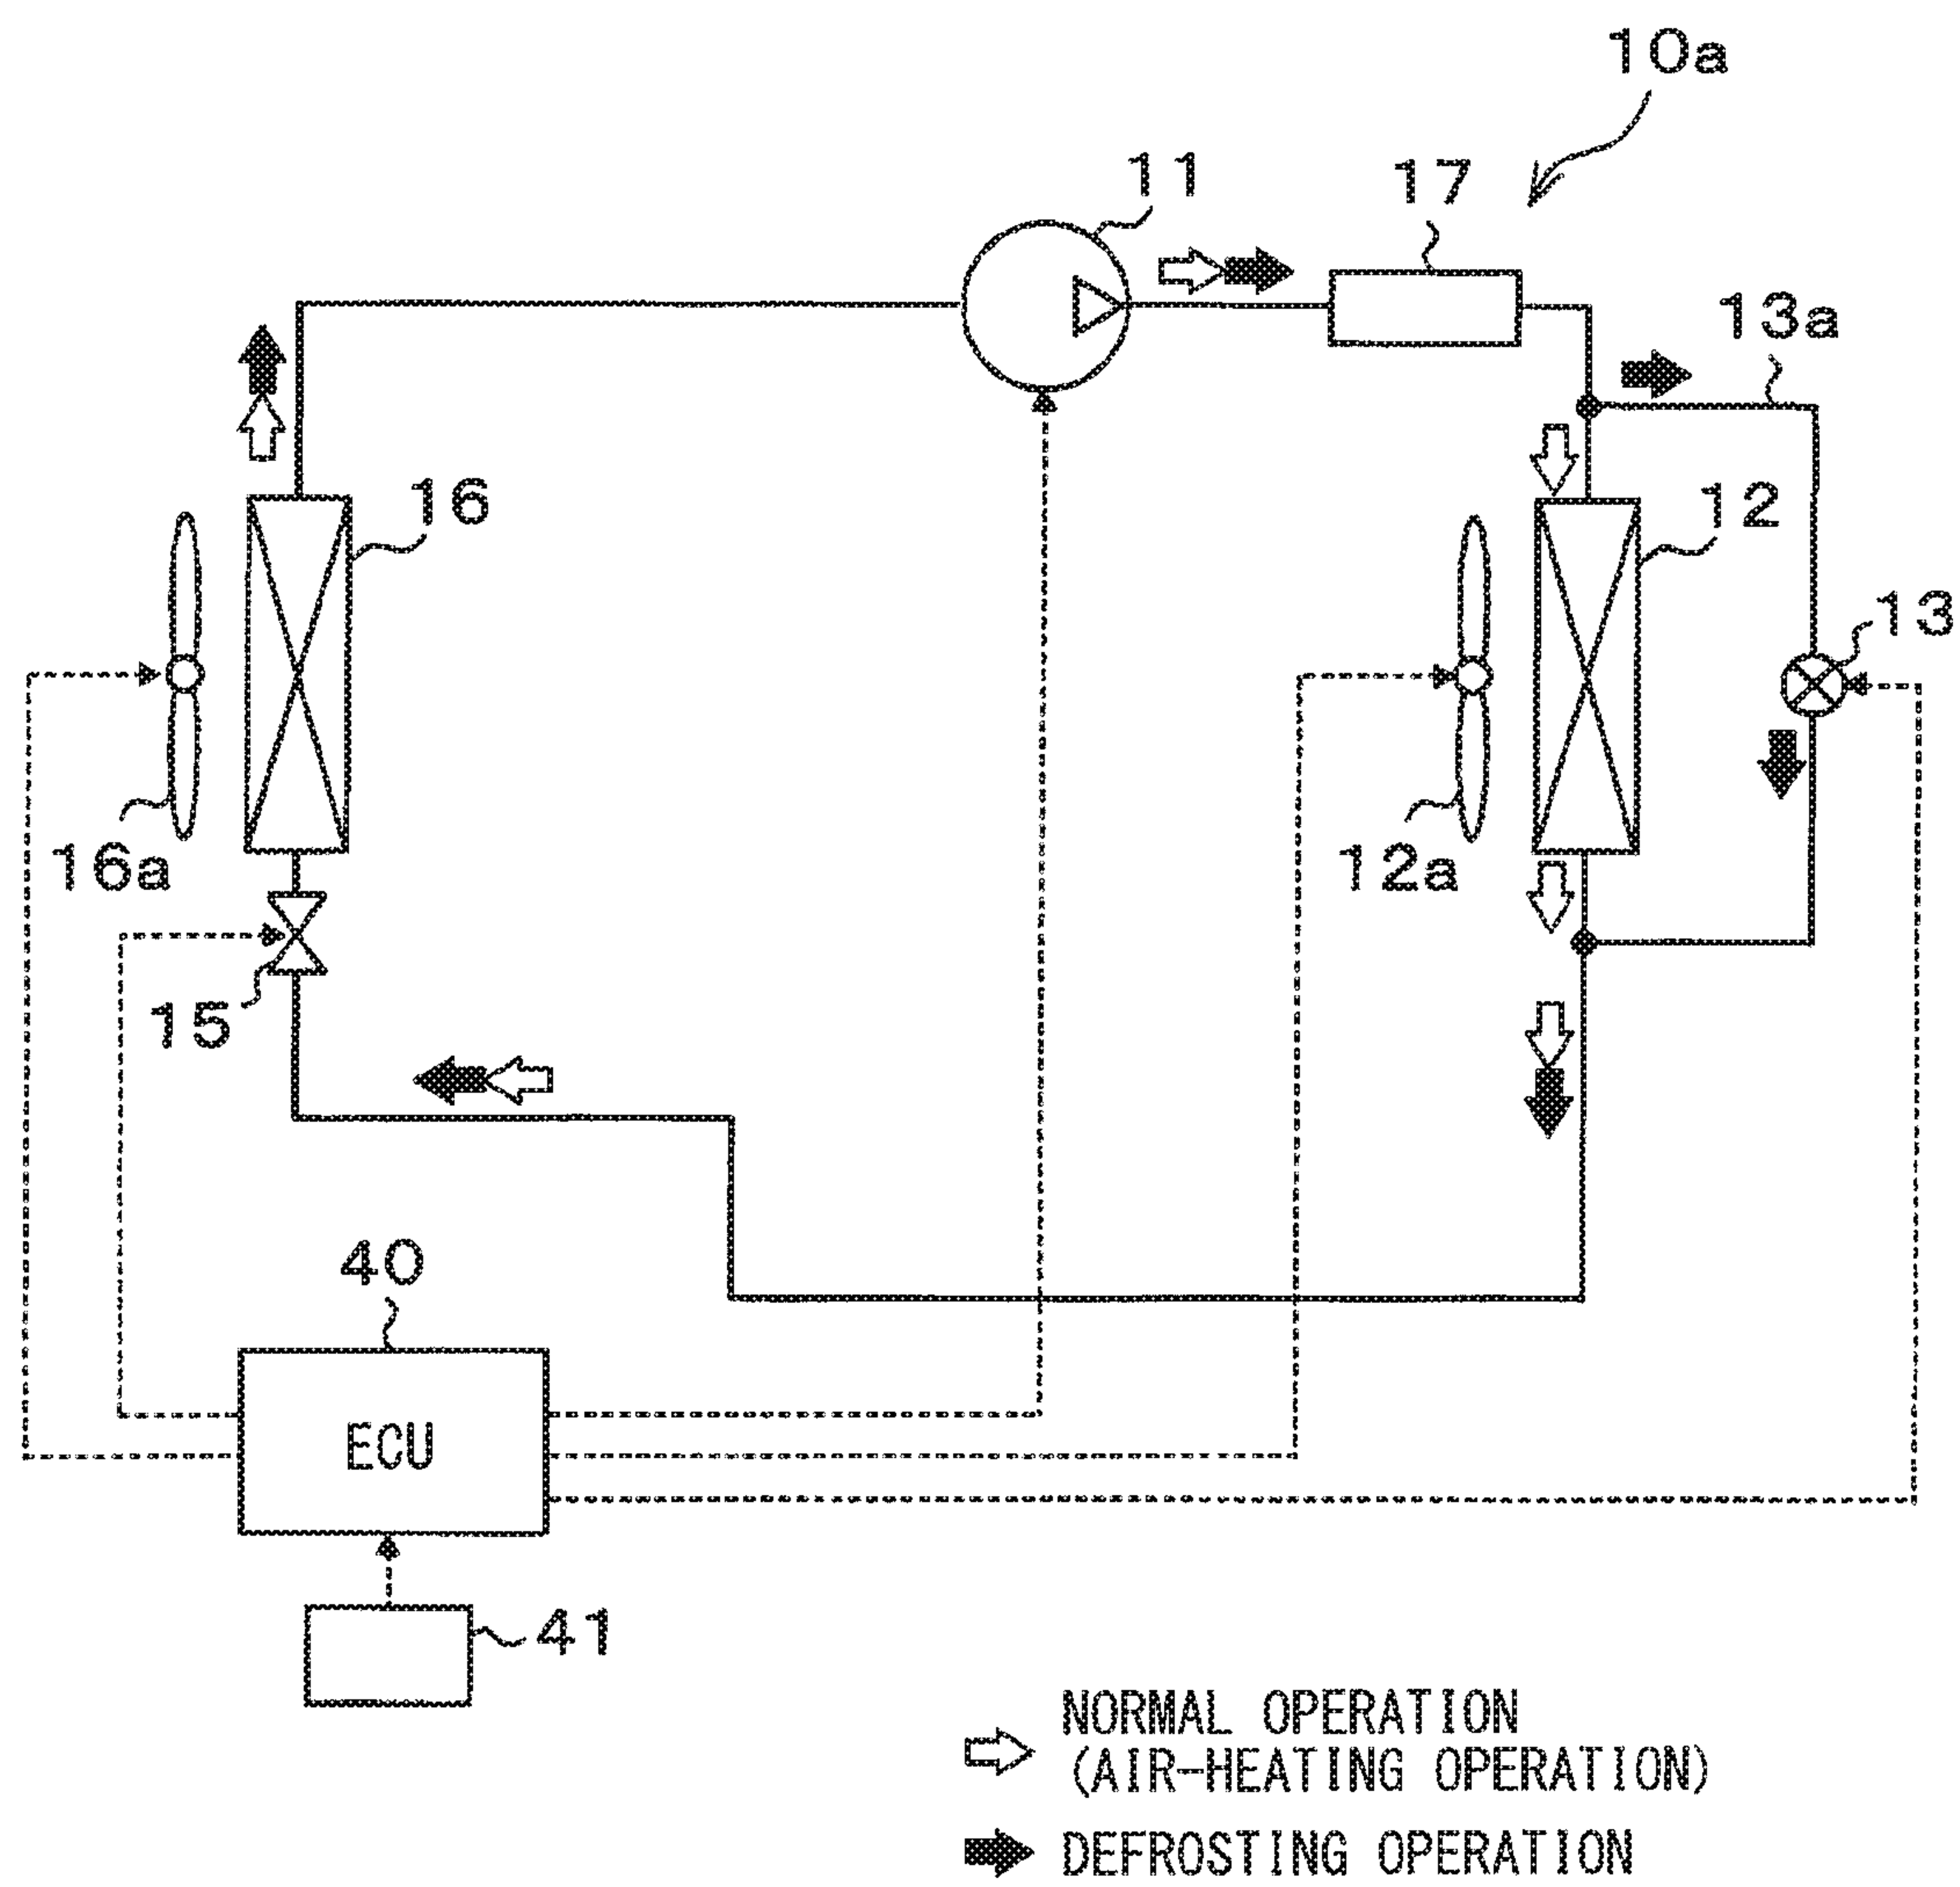 10a
11
17
13a
16
12
13
16a
12a
15
40
ECU
41
NORMAL OPERATION
(AIR-HEATING OPERATION)
DEFROSTING OPERATION